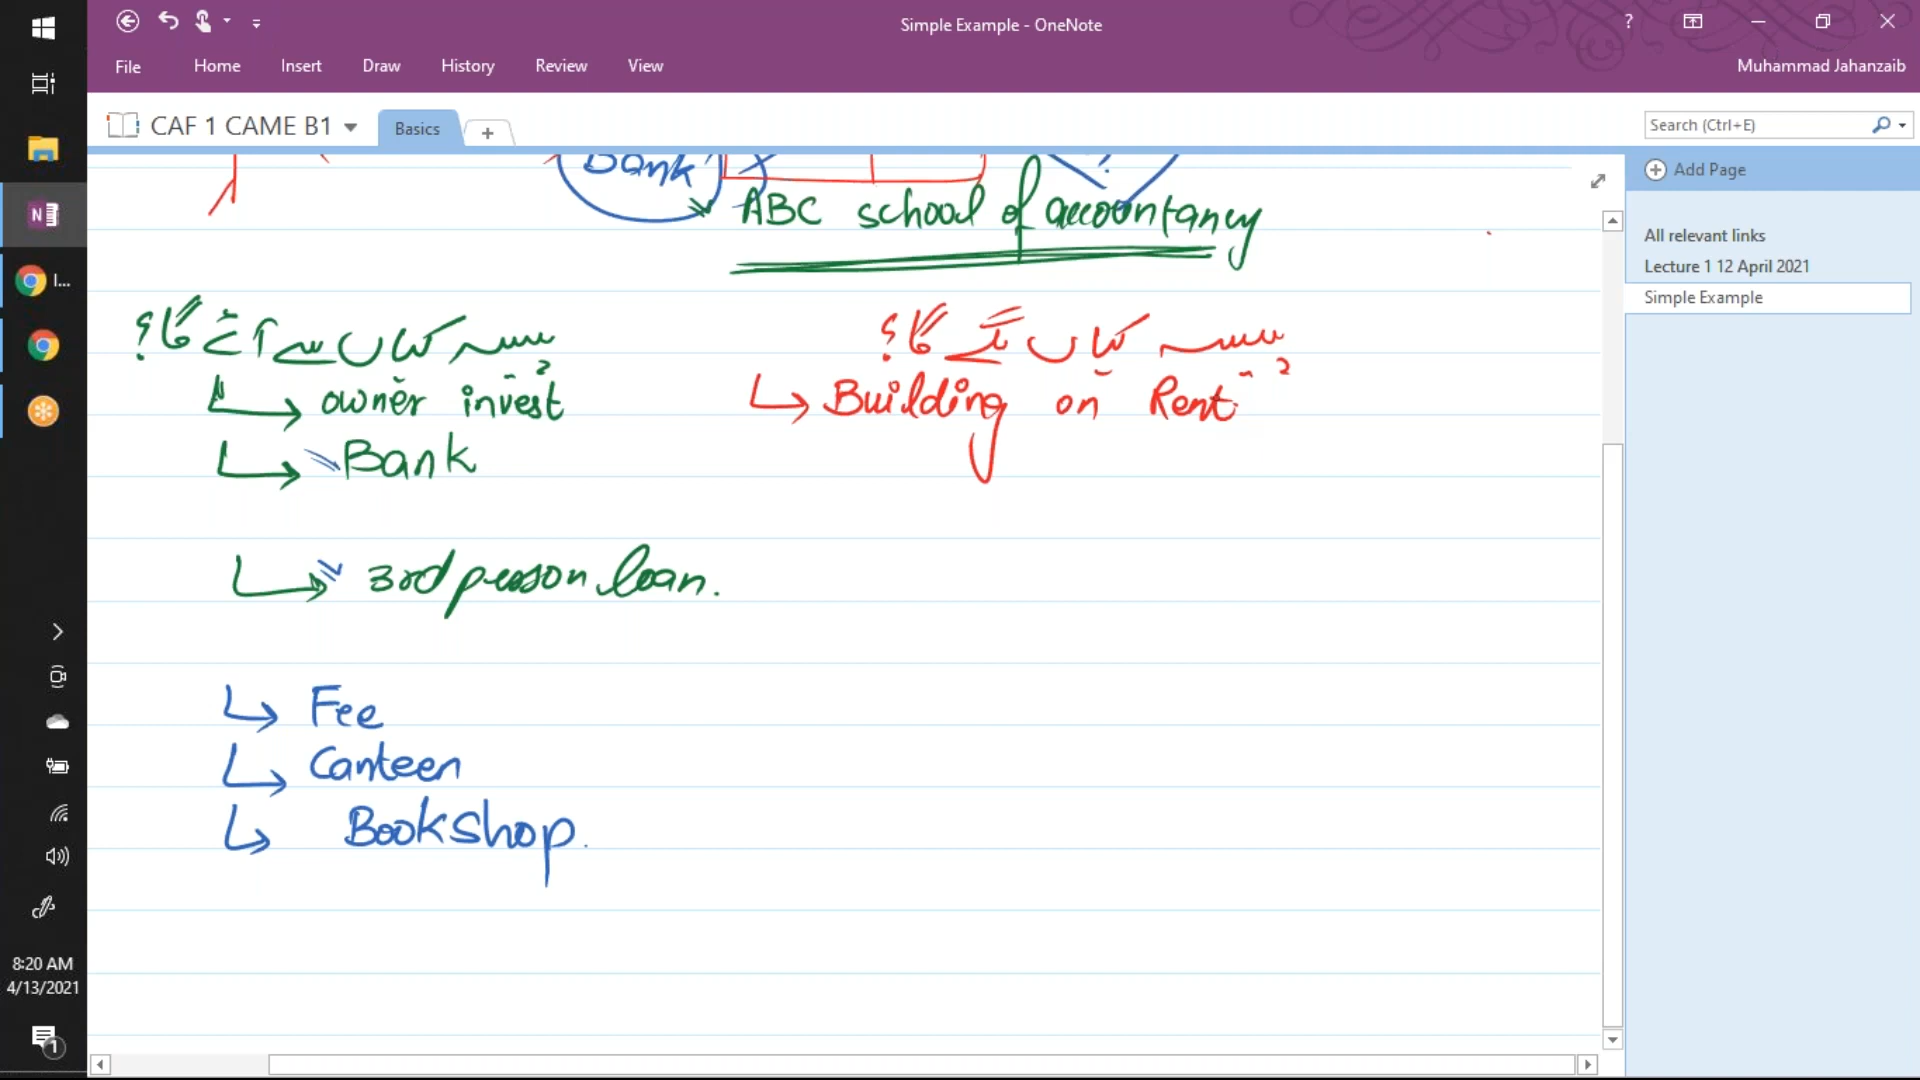 Simple Example - OneNote
?
File Home Insert Draw History Review View
Muhammad Jahanzaib
CAF 1 CAME B1
Basics
+
Search (Ctrl+E)
Add Page
All relevant links
Lecture 1 12 April 2021
Simple Example
Bank
?
ABC school of accountancy
پیسہ کہاں سے آئے گا؟
owner invest
Bank
3rd person loan.
Fee
Canteen
Bookshop.
پیسہ کہاں لگے گا؟
Building on Rent
N
I...
8:20 AM
4/13/2021
1